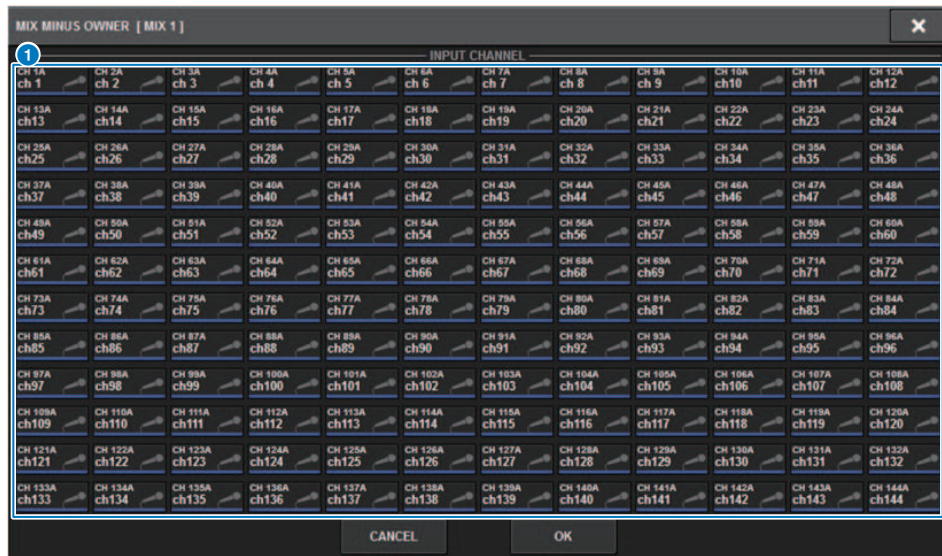 MIX MINUS OWNER [ MIX 1 ]
1
INPUT CHANNEL
CH 1A CH 2A CH 3A CH 4A CH 5A CH 6A CH 7A CH 8A CH 9A CH 10A CH 11A CH 12A
ch 1 ch 2 ch 3 ch 4 ch 5 ch 6 ch 7 ch 8 ch 9 ch10 ch11 ch12
CH 13A CH 14A CH 15A CH 16A CH 17A CH 18A CH 19A CH 20A CH 21A CH 22A CH 23A CH 24A
ch13 ch14 ch15 ch16 ch17 ch18 ch19 ch20 ch21 ch22 ch23 ch24
CH 25A CH 26A CH 27A CH 28A CH 29A CH 30A CH 31A CH 32A CH 33A CH 34A CH 35A CH 36A
ch25 ch26 ch27 ch28 ch29 ch30 ch31 ch32 ch33 ch34 ch35 ch36
CH 37A CH 38A CH 39A CH 40A CH 41A CH 42A CH 43A CH 44A CH 45A CH 46A CH 47A CH 48A
ch37 ch38 ch39 ch40 ch41 ch42 ch43 ch44 ch45 ch46 ch47 ch48
CH 49A CH 50A CH 51A CH 52A CH 53A CH 54A CH 55A CH 56A CH 57A CH 58A CH 59A CH 60A
ch49 ch50 ch51 ch52 ch53 ch54 ch55 ch56 ch57 ch58 ch59 ch60
CH 61A CH 62A CH 63A CH 64A CH 65A CH 66A CH 67A CH 68A CH 69A CH 70A CH 71A CH 72A
ch61 ch62 ch63 ch64 ch65 ch66 ch67 ch68 ch69 ch70 ch71 ch72
CH 73A CH 74A CH 75A CH 76A CH 77A CH 78A CH 79A CH 80A CH 81A CH 82A CH 83A CH 84A
ch73 ch74 ch75 ch76 ch77 ch78 ch79 ch80 ch81 ch82 ch83 ch84
CH 85A CH 86A CH 87A CH 88A CH 89A CH 90A CH 91A CH 92A CH 93A CH 94A CH 95A CH 96A
ch85 ch86 ch87 ch88 ch89 ch90 ch91 ch92 ch93 ch94 ch95 ch96
CH 97A CH 98A CH 99A CH 100A CH 101A CH 102A CH 103A CH 104A CH 105A CH 106A CH 107A CH 108A
ch97 ch98 ch99 ch100 ch101 ch102 ch103 ch104 ch105 ch106 ch107 ch108
CH 109A CH 110A CH 111A CH 112A CH 113A CH 114A CH 115A CH 116A CH 117A CH 118A CH 119A CH 120A
ch109 ch110 ch111 ch112 ch113 ch114 ch115 ch116 ch117 ch118 ch119 ch120
CH 121A CH 122A CH 123A CH 124A CH 125A CH 126A CH 127A CH 128A CH 129A CH 130A CH 131A CH 132A
ch121 ch122 ch123 ch124 ch125 ch126 ch127 ch128 ch129 ch130 ch131 ch132
CH 133A CH 134A CH 135A CH 136A CH 137A CH 138A CH 139A CH 140A CH 141A CH 142A CH 143A CH 144A
ch133 ch134 ch135 ch136 ch137 ch138 ch139 ch140 ch141 ch142 ch143 ch144
CANCEL OK